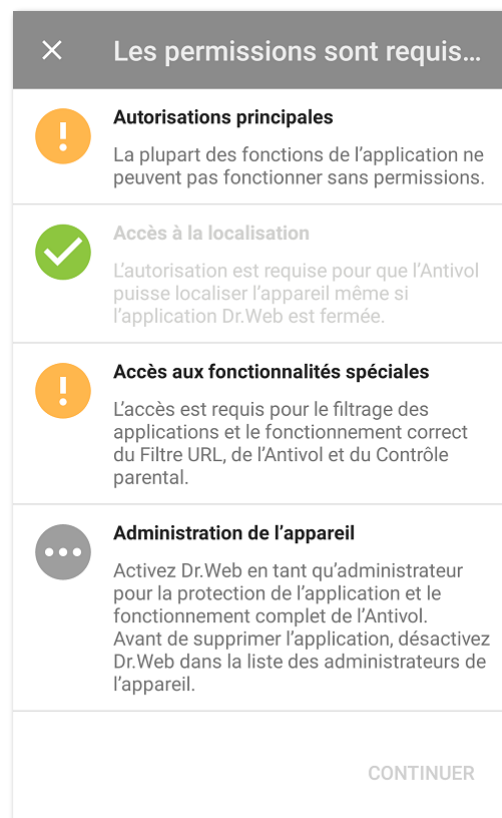 Les permissions sont requis...
Autorisations principales
La plupart des fonctions de l'application ne
peuvent pas fonctionner sans permissions.
Accès à la localisation
L'autorisation est requise pour que l'Antivol
puisse localiser l'appareil même si
l'application Dr.Web est fermée.
Accès aux fonctionnalités spéciales
L'accès est requis pour le filtrage des
applications et le fonctionnement correct
du Filtre URL, de l'Antivol et du Contrôle
parental.
Administration de l'appareil
Activez Dr.Web en tant qu'administrateur
pour la protection de l'application et le
fonctionnement complet de l'Antivol.
Avant de supprimer l'application, désactivez
Dr.Web dans la liste des administrateurs de
l'appareil.
CONTINUER